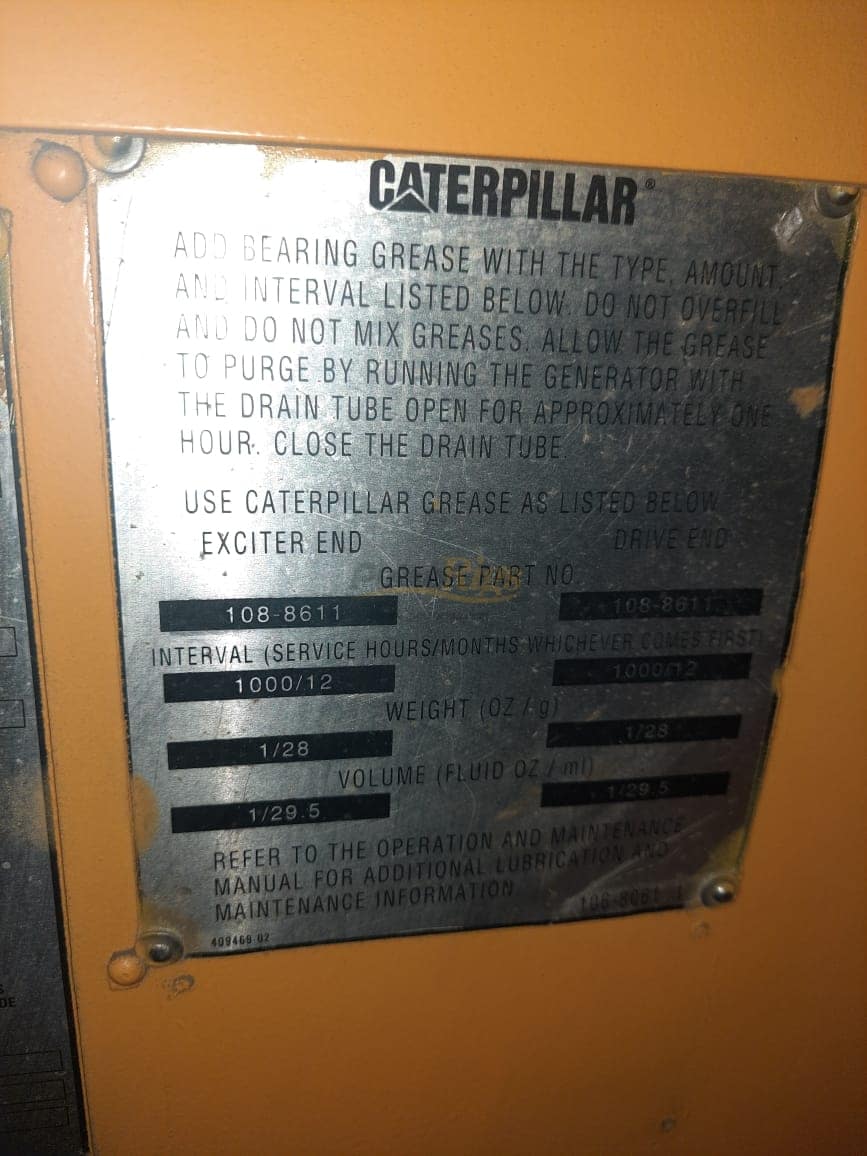 CATERPILLAR®
ADD BEARING GREASE WITH THE TYPE, AMOUNT,
AND INTERVAL LISTED BELOW. DO NOT OVERFILL
AND DO NOT MIX GREASES. ALLOW THE GREASE
TO PURGE BY RUNNING THE GENERATOR WITH
THE DRAIN TUBE OPEN FOR APPROXIMATELY ONE
HOUR. CLOSE THE DRAIN TUBE.
USE CATERPILLAR GREASE AS LISTED BELOW
EXCITER END DRIVE END
GREASE PART NO.
108-8611 108-8611
INTERVAL (SERVICE HOURS/MONTHS WHICHEVER COMES FIRST)
1000/12 1000/12
WEIGHT (OZ / g)
1/28 1/28
VOLUME (FLUID OZ / ml)
1/29.5 1/29.5
REFER TO THE OPERATION AND MAINTENANCE
MANUAL FOR ADDITIONAL LUBRICATION AND
MAINTENANCE INFORMATION
409469-02
DE